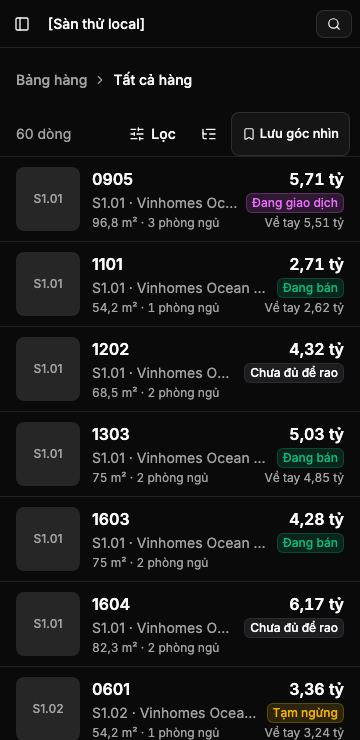 [Sàn thử local]
Bảng hàng > Tất cả hàng
60 dòng Lọc Lưu góc nhìn
S1.01 0905 5,71 tỷ
S1.01 · Vinhomes Oc... Đang giao dịch
96,8 m² · 3 phòng ngủ Về tay 5,51 tỷ
S1.01 1101 2,71 tỷ
S1.01 · Vinhomes Ocean ... Đang bán
54,2 m² · 1 phòng ngủ Về tay 2,62 tỷ
S1.01 1202 4,32 tỷ
S1.01 · Vinhomes O... Chưa đủ để rao
68,5 m² · 2 phòng ngủ
S1.01 1303 5,03 tỷ
S1.01 · Vinhomes Ocean ... Đang bán
75 m² · 2 phòng ngủ Về tay 4,85 tỷ
S1.01 1603 4,28 tỷ
S1.01 · Vinhomes Ocean ... Đang bán
75 m² · 2 phòng ngủ
S1.01 1604 6,17 tỷ
S1.01 · Vinhomes O... Chưa đủ để rao
82,3 m² · 2 phòng ngủ
S1.02 0601 3,36 tỷ
S1.02 · Vinhomes Ocea... Tạm ngừng
54,2 m² · 1 phòng ngủ Về tay 3,24 tỷ